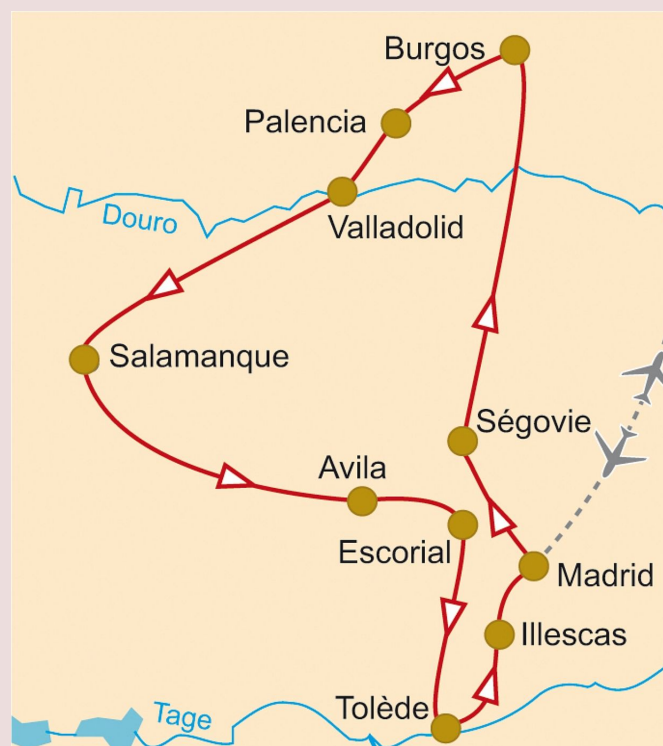 Burgos
Palencia
Douro
Valladolid
Salamanque
Ségovie
Avila
Escorial
Madrid
Illescas
Tolède
Tage